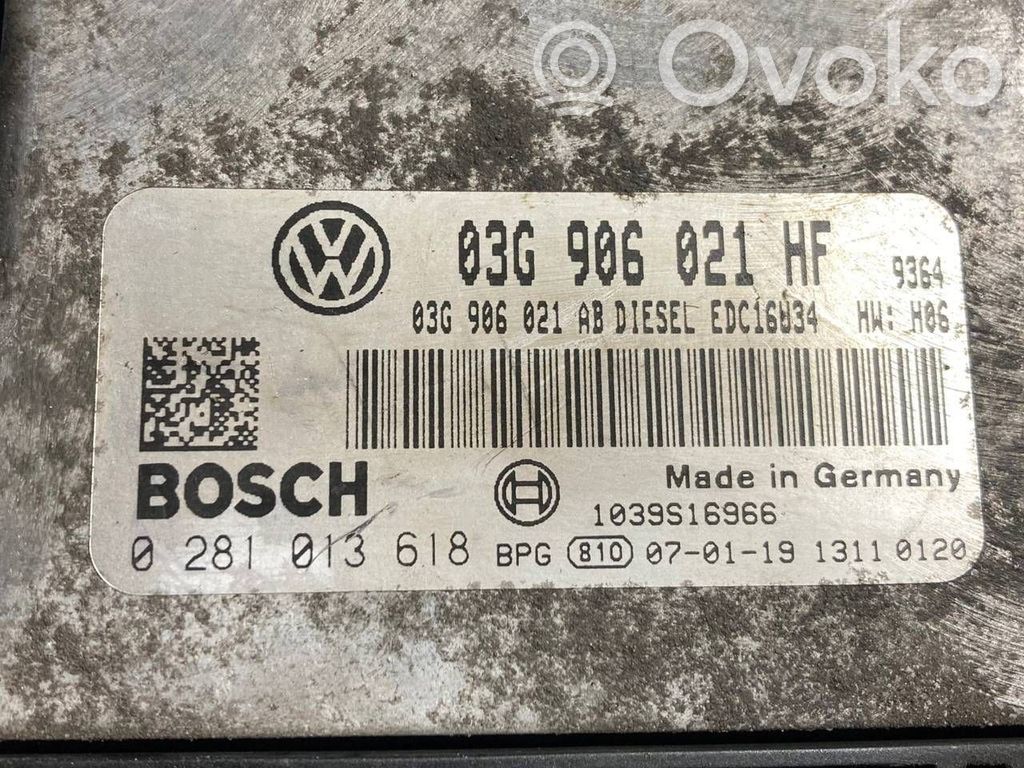 Ovoko
03G 906 021 HF 9364
03G 906 021 AB DIESEL EDC16U34 HW: H06
BOSCH
Made in Germany
1039S16966
0 281 013 618 BPG 810 07-01-19 1311 0120